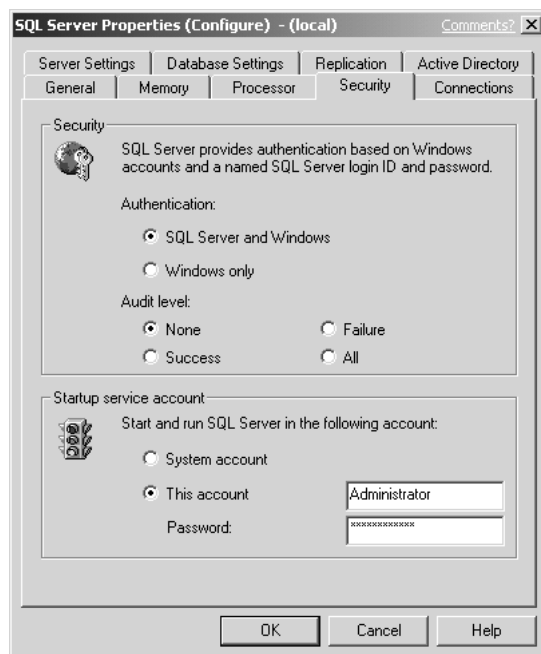 SQL Server Properties (Configure) - (local) Comments?
Server Settings Database Settings Replication Active Directory
General Memory Processor Security Connections
Security
SQL Server provides authentication based on Windows
accounts and a named SQL Server login ID and password.
Authentication:
SQL Server and Windows
Windows only
Audit level:
None Failure
Success All
Startup service account
Start and run SQL Server in the following account:
System account
This account Administrator
Password: ************
OK Cancel Help